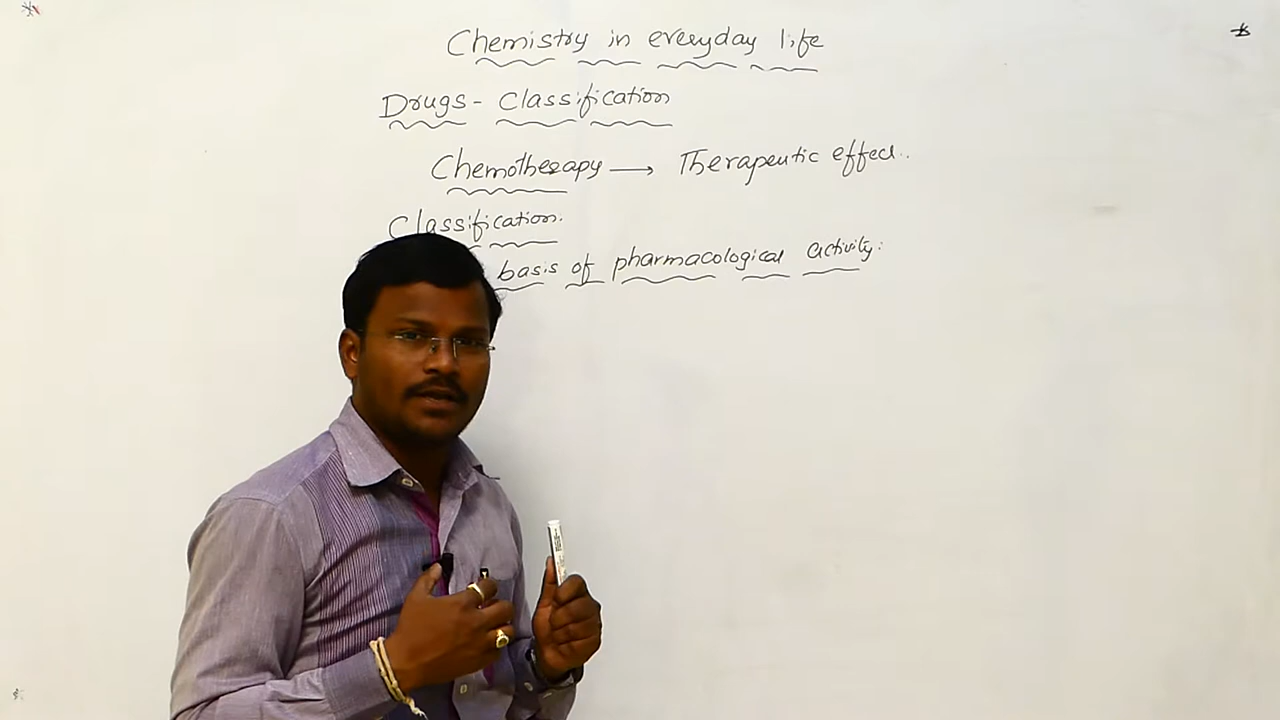 Chemistry in everyday life
Drugs - Classification
Chemotherapy → Therapeutic effect..
Classification.
basis of pharmacological activity: